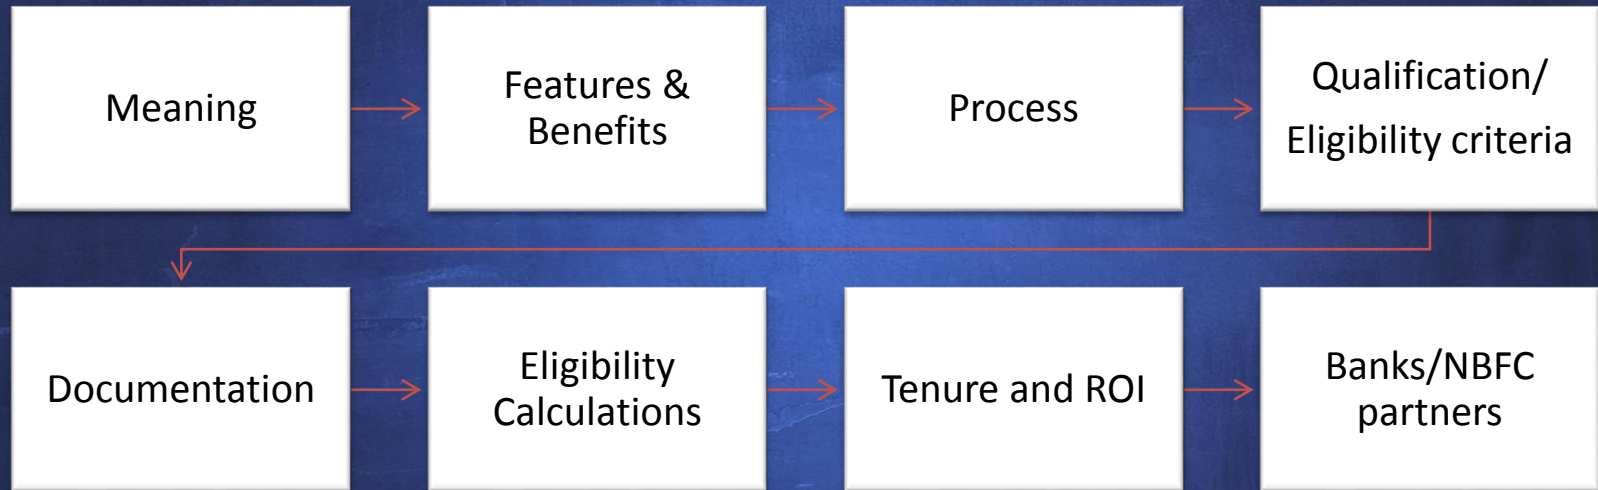 Meaning
Features &
Benefits
Process
Qualification/
Eligibility criteria
Documentation
Eligibility
Calculations
Tenure and ROI
Banks/NBFC
partners